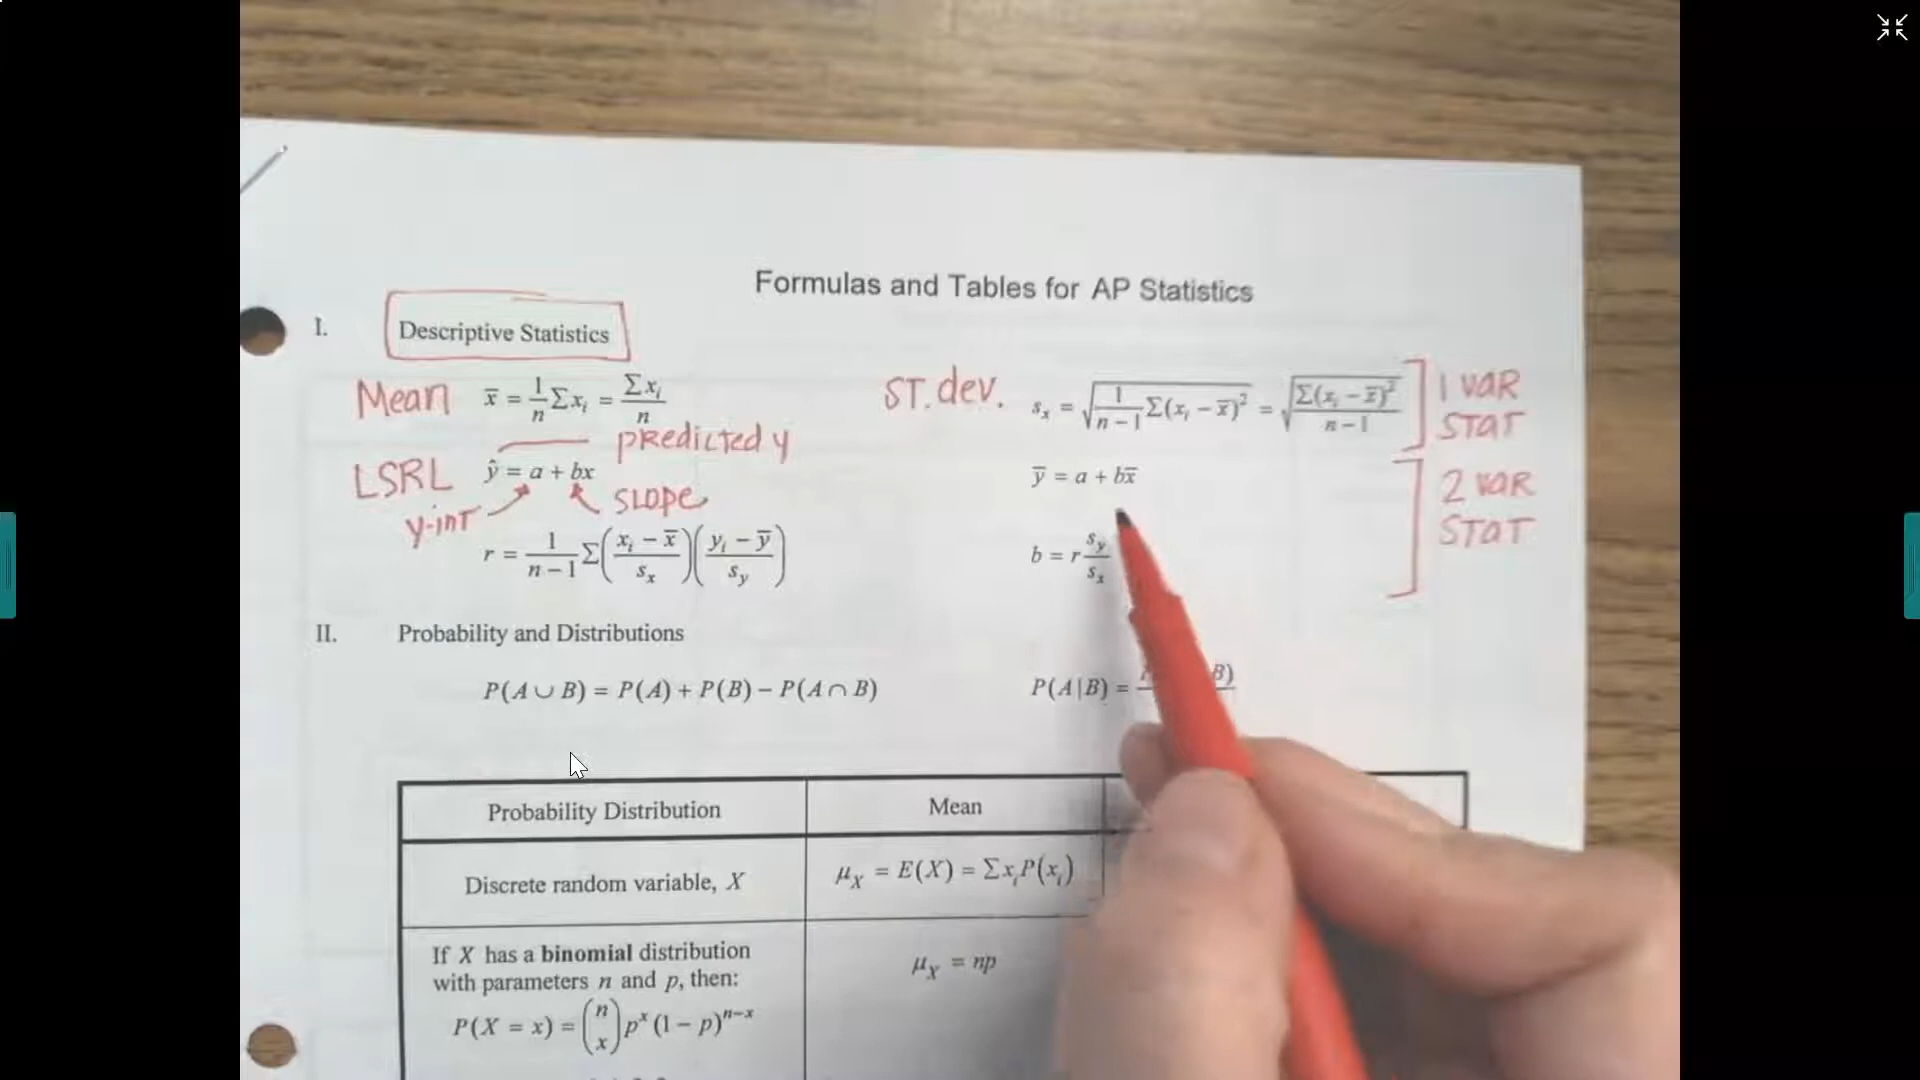 Formulas and Tables for AP Statistics
I. Descriptive Statistics
Mean x̄ = 1/n Σxᵢ = Σxᵢ/n
ST. dev. sₓ = √(1/(n−1) Σ(xᵢ − x̄)²) = √(Σ(xᵢ − x̄)²/(n−1))
1 VAR
STAT
predicted y
LSRL ŷ = a + bx
y-int
SLOPE
ȳ = a + bx̄
2 VAR
STAT
r = 1/(n−1) Σ((xᵢ − x̄)/sₓ)((yᵢ − ȳ)/s_y)
b = r s_y/sₓ
II. Probability and Distributions
P(A ∪ B) = P(A) + P(B) − P(A ∩ B)
P(A|B) = B)
Probability Distribution
Mean
Discrete random variable, X
μ_X = E(X) = Σxᵢ P(xᵢ)
If X has a binomial distribution
with parameters n and p, then:
P(X = x) = (n x) pˣ (1 − p)ⁿ⁻ˣ
μ_X = np